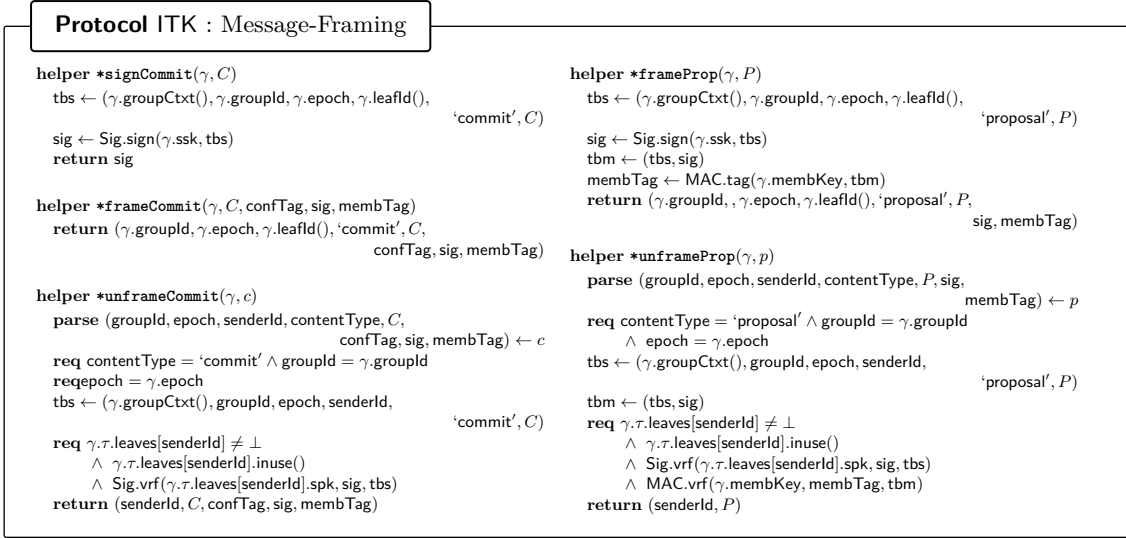 Protocol ITK : Message-Framing
helper *signCommit(γ, C)
tbs ← (γ.groupCtxt(), γ.groupId, γ.epoch, γ.leafId(),
‘commit′, C)
sig ← Sig.sign(γ.ssk, tbs)
return sig
helper *frameCommit(γ, C, confTag, sig, membTag)
return (γ.groupId, γ.epoch, γ.leafId(), ‘commit′, C,
confTag, sig, membTag)
helper *unframeCommit(γ, c)
parse (groupId, epoch, senderId, contentType, C,
confTag, sig, membTag) ← c
req contentType = ‘commit′ ∧ groupId = γ.groupId
reqepoch = γ.epoch
tbs ← (γ.groupCtxt(), groupId, epoch, senderId,
‘commit′, C)
req γ.τ.leaves[senderId] ≠ ⊥
∧ γ.τ.leaves[senderId].inuse()
∧ Sig.vrf(γ.τ.leaves[senderId].spk, sig, tbs)
return (senderId, C, confTag, sig, membTag)
helper *frameProp(γ, P)
tbs ← (γ.groupCtxt(), γ.groupId, γ.epoch, γ.leafId(),
‘proposal′, P)
sig ← Sig.sign(γ.ssk, tbs)
tbm ← (tbs, sig)
membTag ← MAC.tag(γ.membKey, tbm)
return (γ.groupId, , γ.epoch, γ.leafId(), ‘proposal′, P,
sig, membTag)
helper *unframeProp(γ, p)
parse (groupId, epoch, senderId, contentType, P, sig,
membTag) ← p
req contentType = ‘proposal′ ∧ groupId = γ.groupId
∧ epoch = γ.epoch
tbs ← (γ.groupCtxt(), groupId, epoch, senderId,
‘proposal′, P)
tbm ← (tbs, sig)
req γ.τ.leaves[senderId] ≠ ⊥
∧ γ.τ.leaves[senderId].inuse()
∧ Sig.vrf(γ.τ.leaves[senderId].spk, sig, tbs)
∧ MAC.vrf(γ.membKey, membTag, tbm)
return (senderId, P)